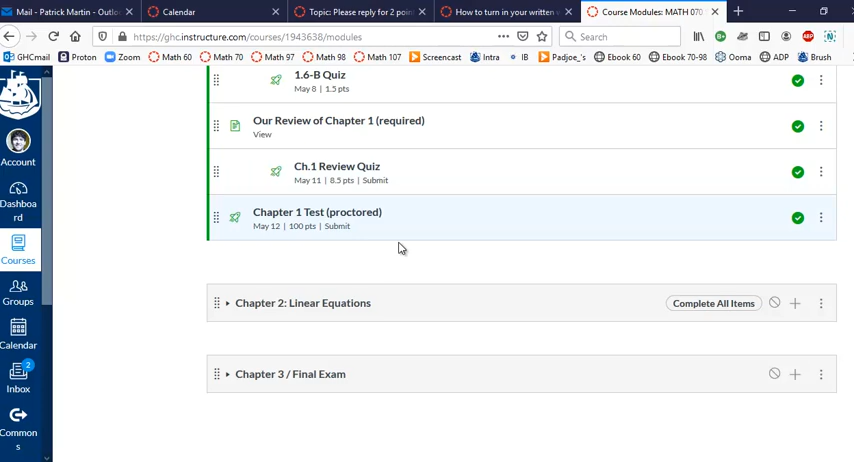 Mail - Patrick Martin - Outlo
Calendar
Topic: Please reply for 2 poin
How to turn in your written w
Course Modules: MATH 070
https://ghc.instructure.com/courses/1943638/modules
Search
GHCmail
Proton
Zoom
Math 60
Math 70
Math 97
Math 98
Math 107
Screencast
Intra
IB
Padjoe_'s
Ebook 60
Ebook 70-98
Ooma
ADP
Brush
Account
Dashboa
rd
Courses
Groups
Calendar
2
Inbox
Common
s
1.6-B Quiz
May 8 | 1.5 pts
Our Review of Chapter 1 (required)
View
Ch.1 Review Quiz
May 11 | 8.5 pts | Submit
Chapter 1 Test (proctored)
May 12 | 100 pts | Submit
Chapter 2: Linear Equations
Complete All Items
Chapter 3 / Final Exam